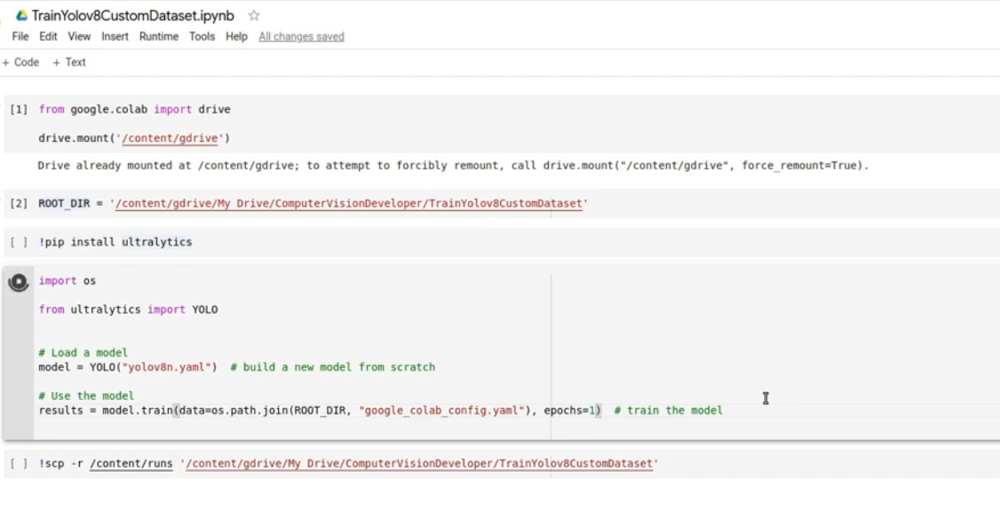 TrainYolov8CustomDataset.ipynb
File Edit View Insert Runtime Tools Help All changes saved
+ Code + Text
[1] from google.colab import drive
drive.mount('/content/gdrive')
Drive already mounted at /content/gdrive; to attempt to forcibly remount, call drive.mount("/content/gdrive", force_remount=True).
[2] ROOT_DIR = '/content/gdrive/My Drive/ComputerVisionDeveloper/TrainYolov8CustomDataset'
[ ] !pip install ultralytics
import os
from ultralytics import YOLO
# Load a model
model = YOLO("yolov8n.yaml")  # build a new model from scratch
# Use the model
results = model.train(data=os.path.join(ROOT_DIR, "google_colab_config.yaml"), epochs=1)  # train the model
[ ] !scp -r /content/runs '/content/gdrive/My Drive/ComputerVisionDeveloper/TrainYolov8CustomDataset'